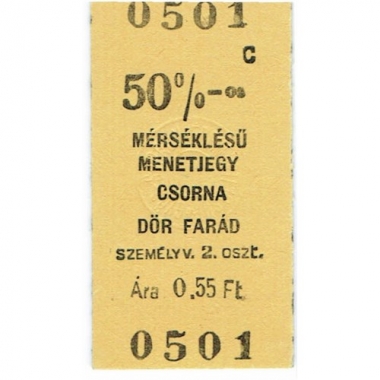 0501
C
50%-os
MÉRSÉKLÉSŰ
MENETJEGY
CSORNA
DÖR FARÁD
SZEMÉLYV. 2. OSZT.
Ára 0.55 Ft
0501